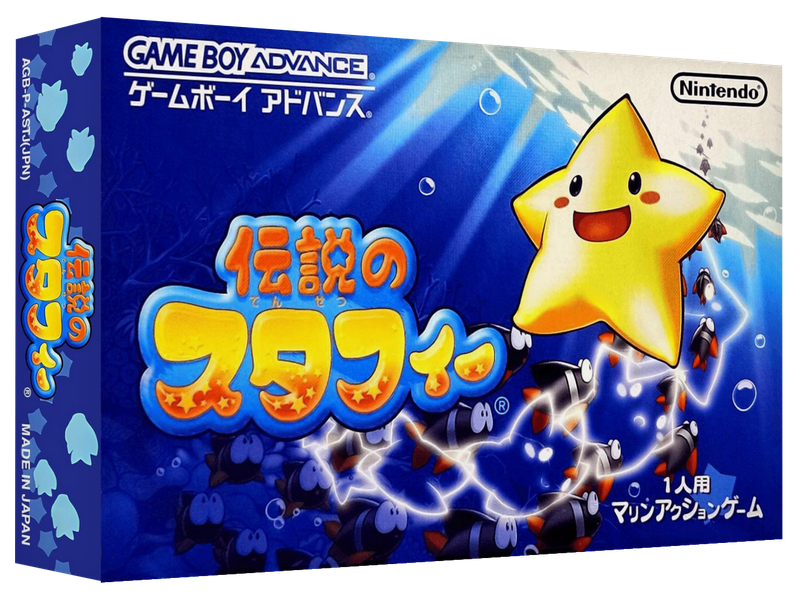 AGB-P-ASTJ(JPN)
伝説の
スタフィー®
MADE IN JAPAN
GAME BOY ADVANCE®
ゲームボーイ アドバンス®
Nintendo®
伝説の
でんせつ
スタフィー®
1人用
マリンアクションゲーム